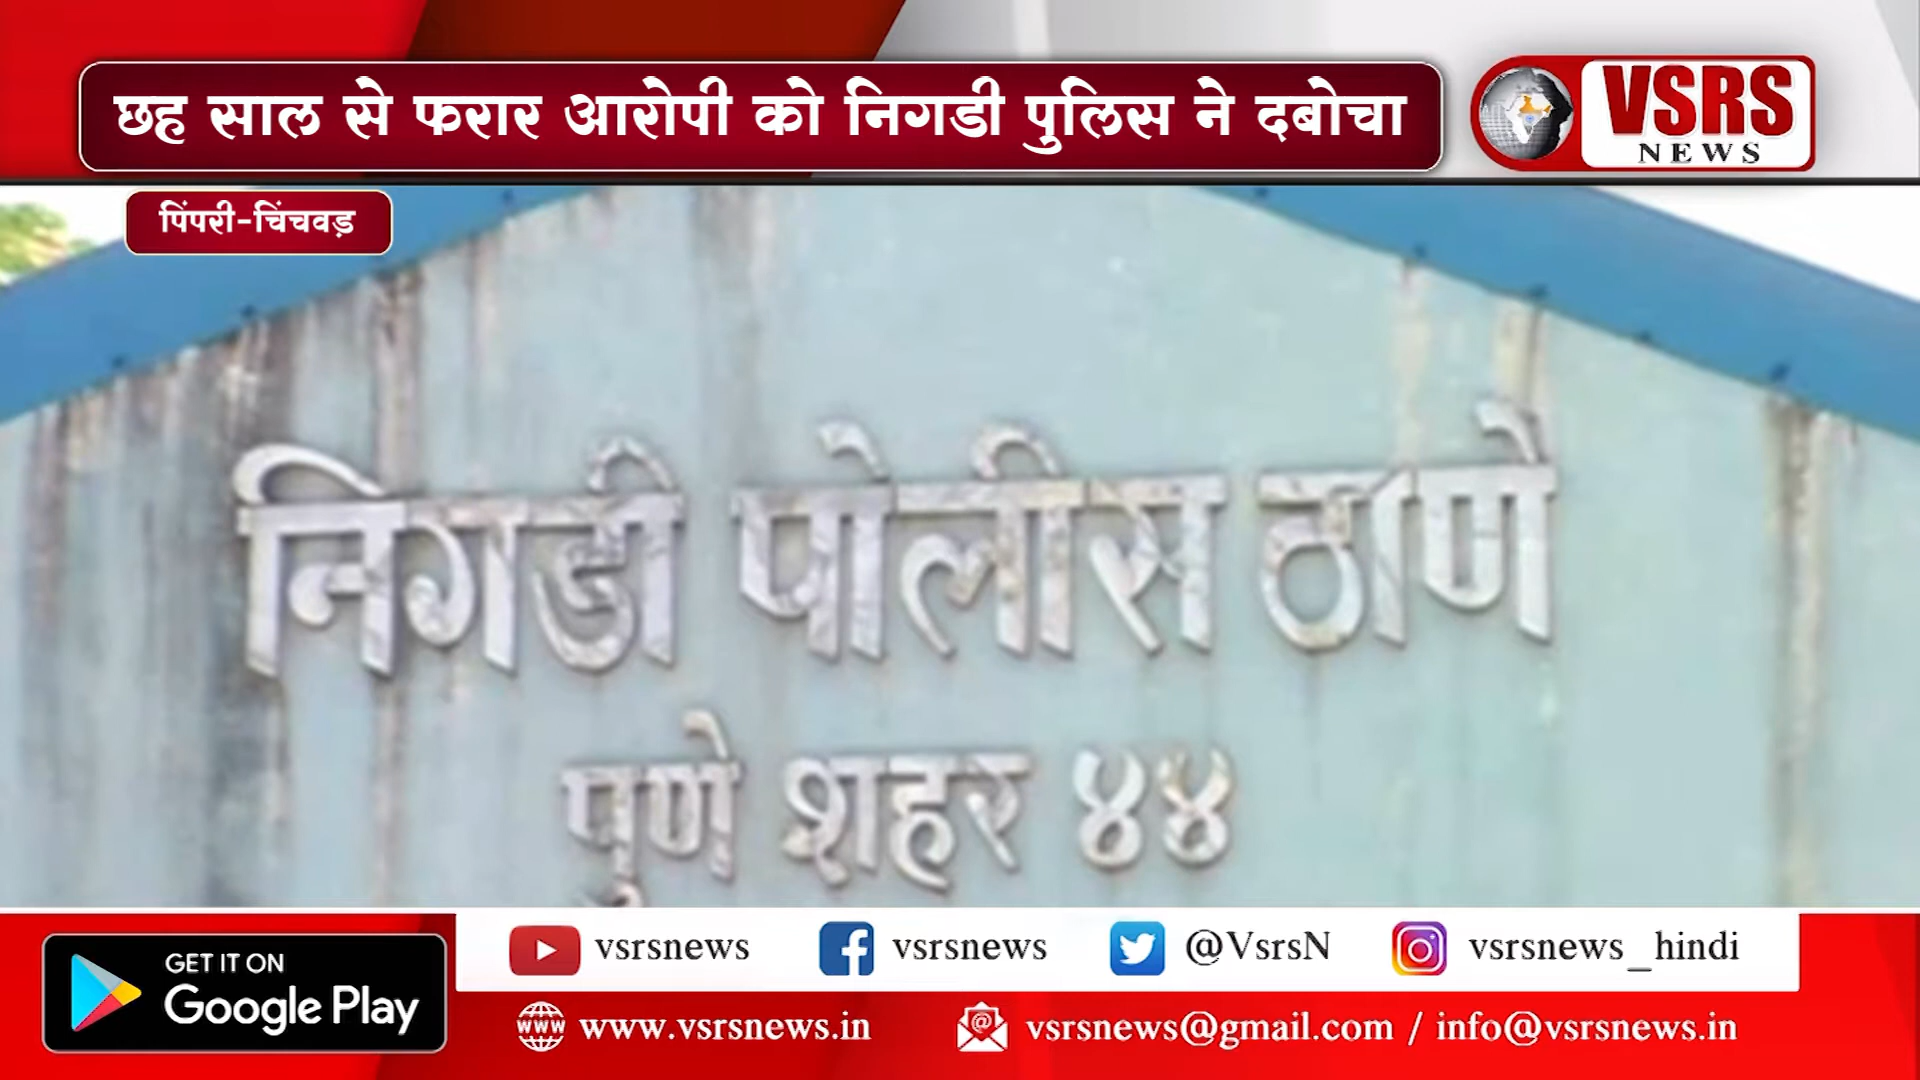 छह साल से फरार आरोपी को निगडी पुलिस ने दबोचा
VSRS
NEWS
पिंपरी-चिंचवड़
निगडी पोलीस ठाणे
पुणे शहर ४४
GET IT ON
Google Play
vsrsnews
vsrsnews
@VsrsN
vsrsnews_hindi
www
www.vsrsnews.in
vsrsnews@gmail.com / info@vsrsnews.in